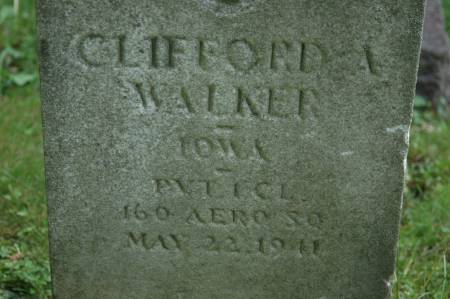 CLIFFORD A
WALKER
IOWA
PVT 1 CL.
160 AERO SQ.
MAY 22, 1941